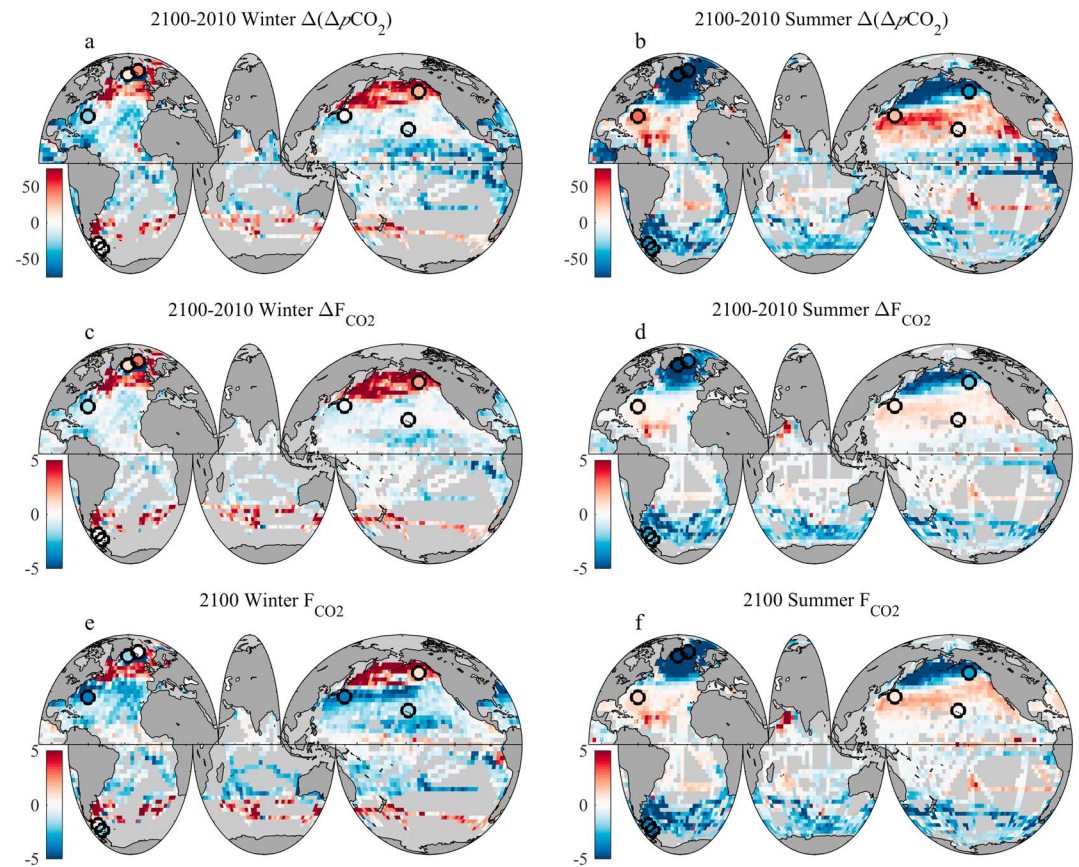 2100-2010 Winter Δ(ΔpCO2)
2100-2010 Summer Δ(ΔpCO2)
a
b
50
0
-50
50
0
-50
2100-2010 Winter ΔFCO2
2100-2010 Summer ΔFCO2
c
d
5
0
-5
5
0
-5
2100 Winter FCO2
2100 Summer FCO2
e
f
5
0
-5
5
0
-5